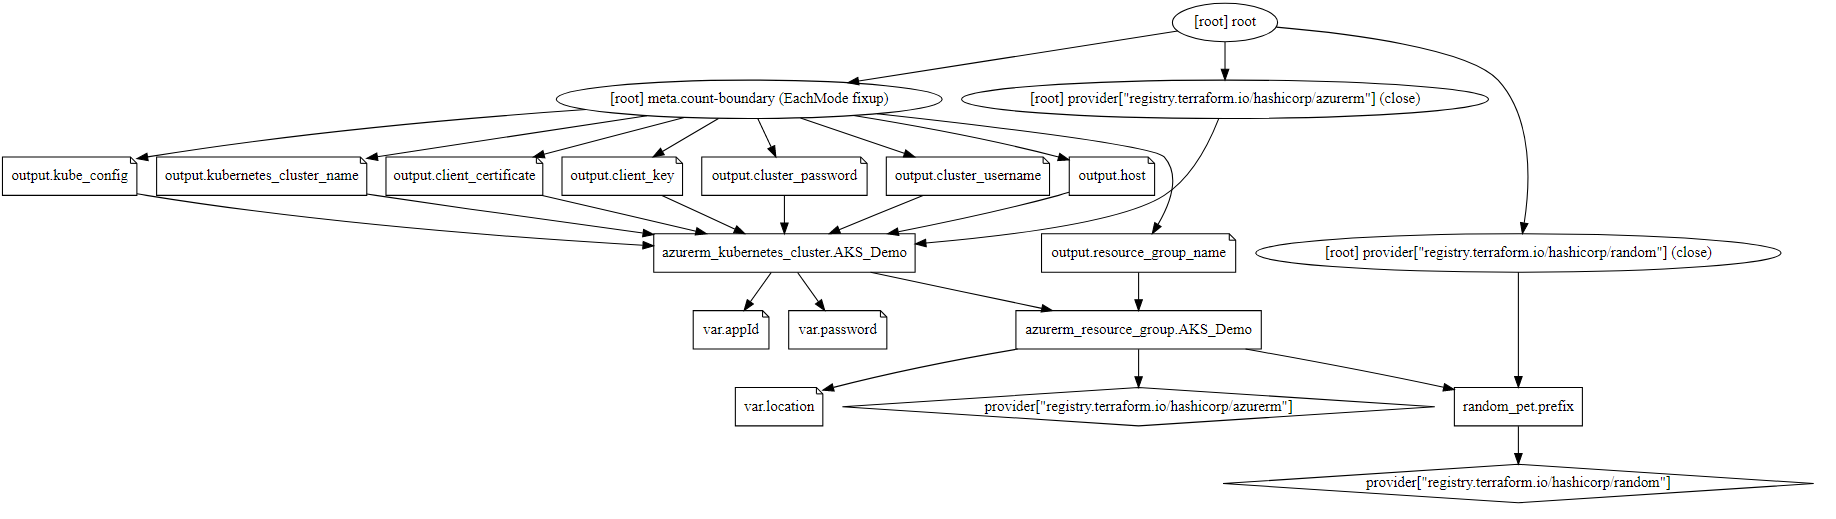 [root] root
[root] meta.count-boundary (EachMode fixup)
[root] provider["registry.terraform.io/hashicorp/azurerm"] (close)
output.kube_config
output.kubernetes_cluster_name
output.client_certificate
output.client_key
output.cluster_password
output.cluster_username
output.host
azurerm_kubernetes_cluster.AKS_Demo
output.resource_group_name
[root] provider["registry.terraform.io/hashicorp/random"] (close)
var.appId
var.password
azurerm_resource_group.AKS_Demo
var.location
provider["registry.terraform.io/hashicorp/azurerm"]
random_pet.prefix
provider["registry.terraform.io/hashicorp/random"]